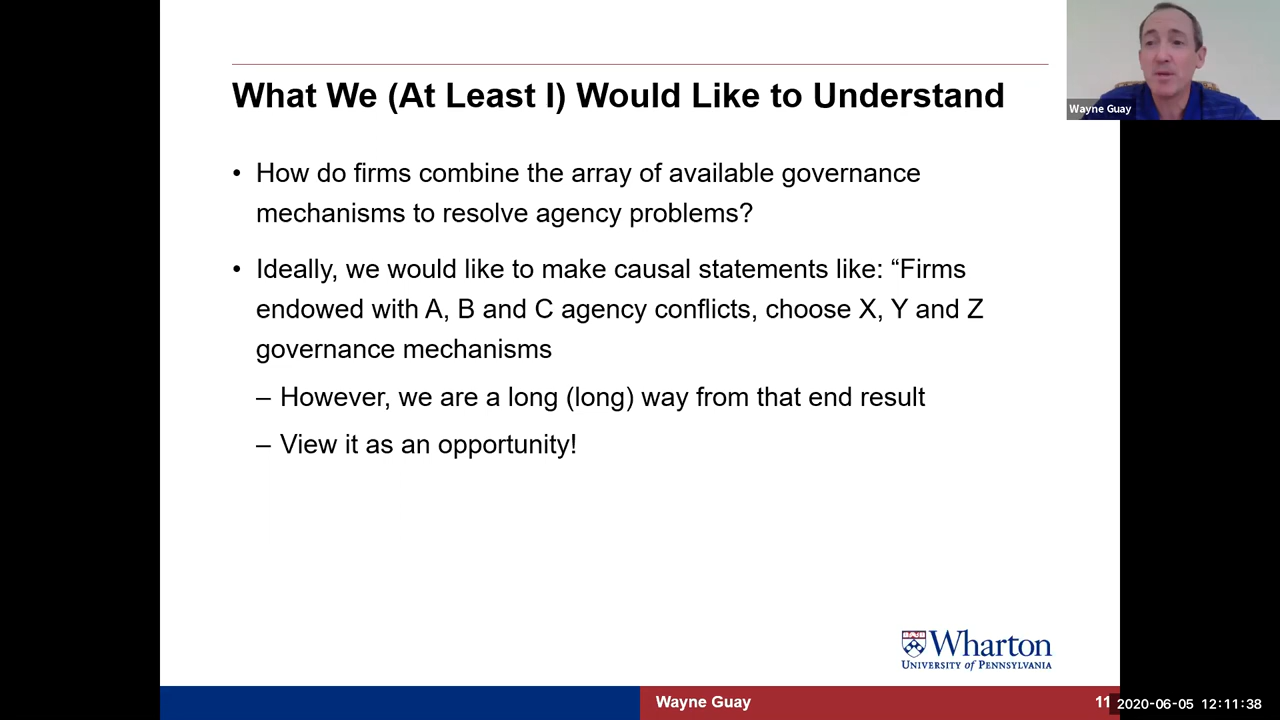 What We (At Least I) Would Like to Understand
Wayne Guay
• How do firms combine the array of available governance
mechanisms to resolve agency problems?
• Ideally, we would like to make causal statements like: “Firms
endowed with A, B and C agency conflicts, choose X, Y and Z
governance mechanisms
– However, we are a long (long) way from that end result
– View it as an opportunity!
Wharton
UNIVERSITY of PENNSYLVANIA
Wayne Guay
11
2020-06-05 12:11:38